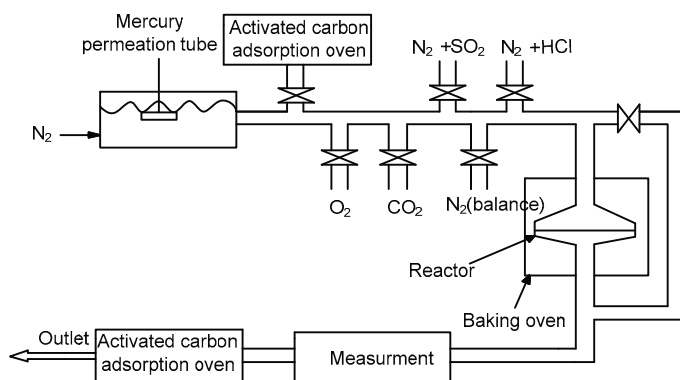 Mercury
permeation tube
Activated carbon
adsorption oven
N₂ +SO₂
N₂ +HCl
N₂
O₂
CO₂
N₂(balance)
Reactor
Baking oven
Outlet
Activated carbon
adsorption oven
Measurment